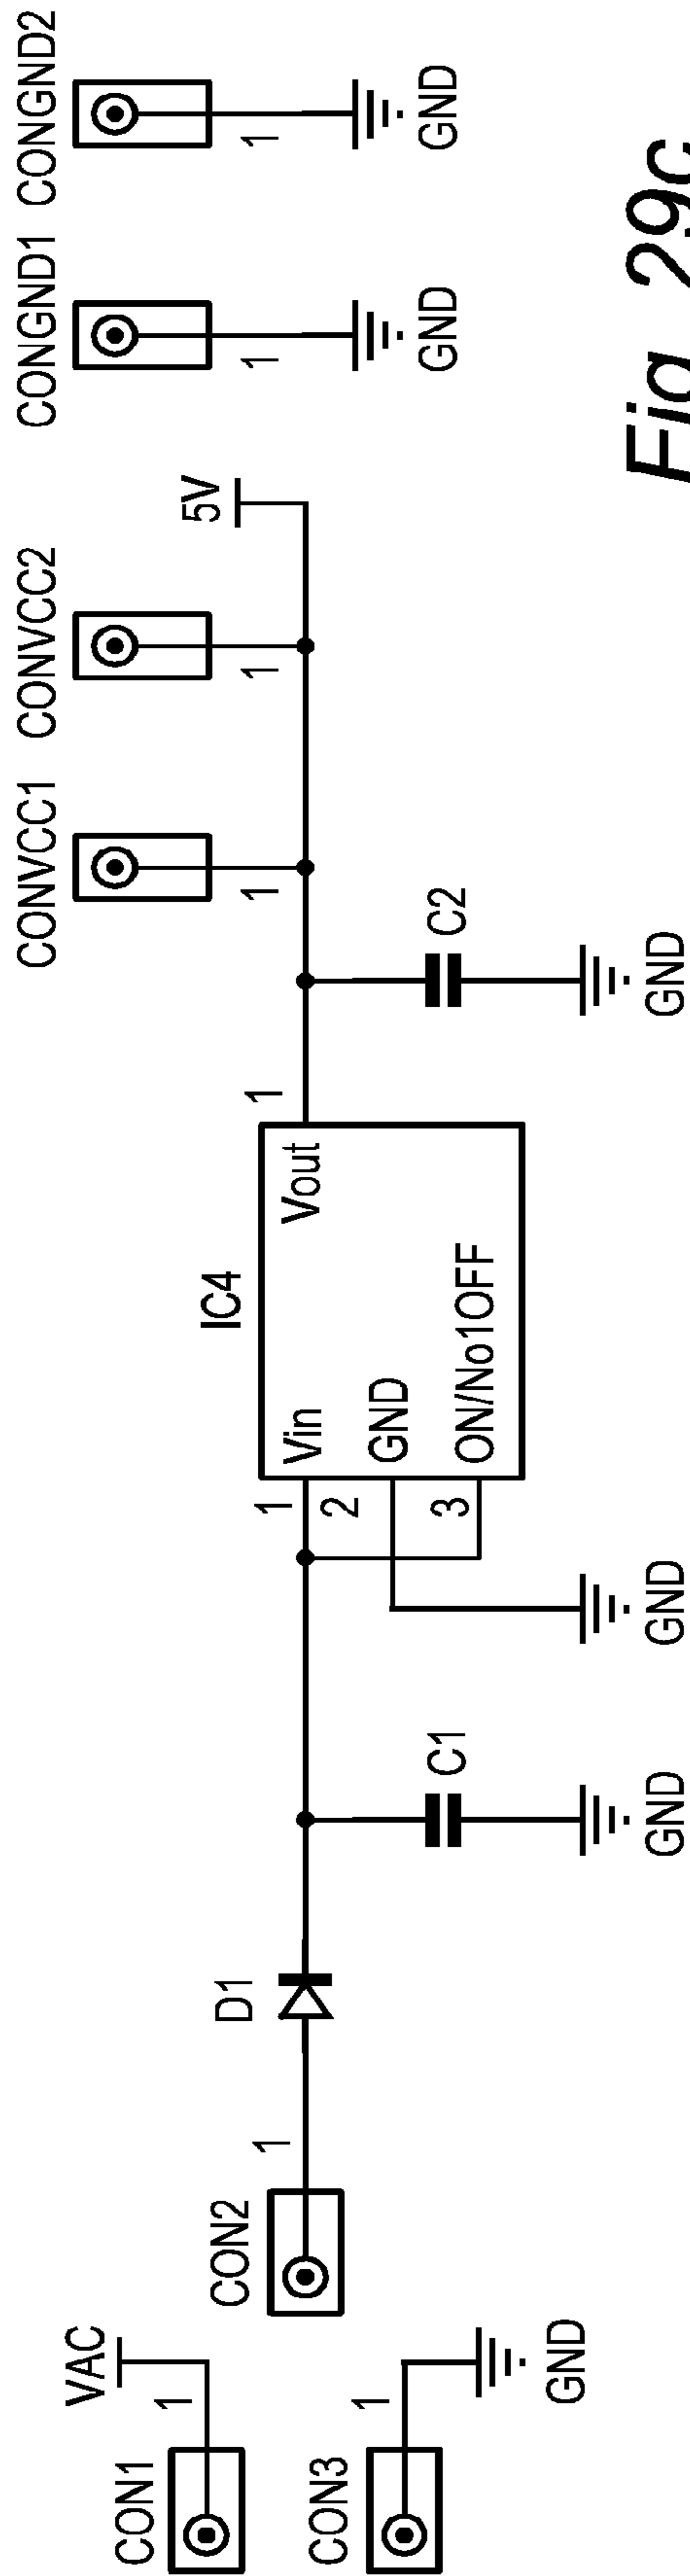 VAC
CON1
1
CON3
1
GND
CON2
1
D1
C1
GND
GND
IC4
1
Vin
2
GND
3
ON/No1OFF
Vout
1
C2
GND
CONVCC1
1
CONVCC2
1
5V
CONGND1
1
GND
CONGND2
1
GND
Fig. 29c